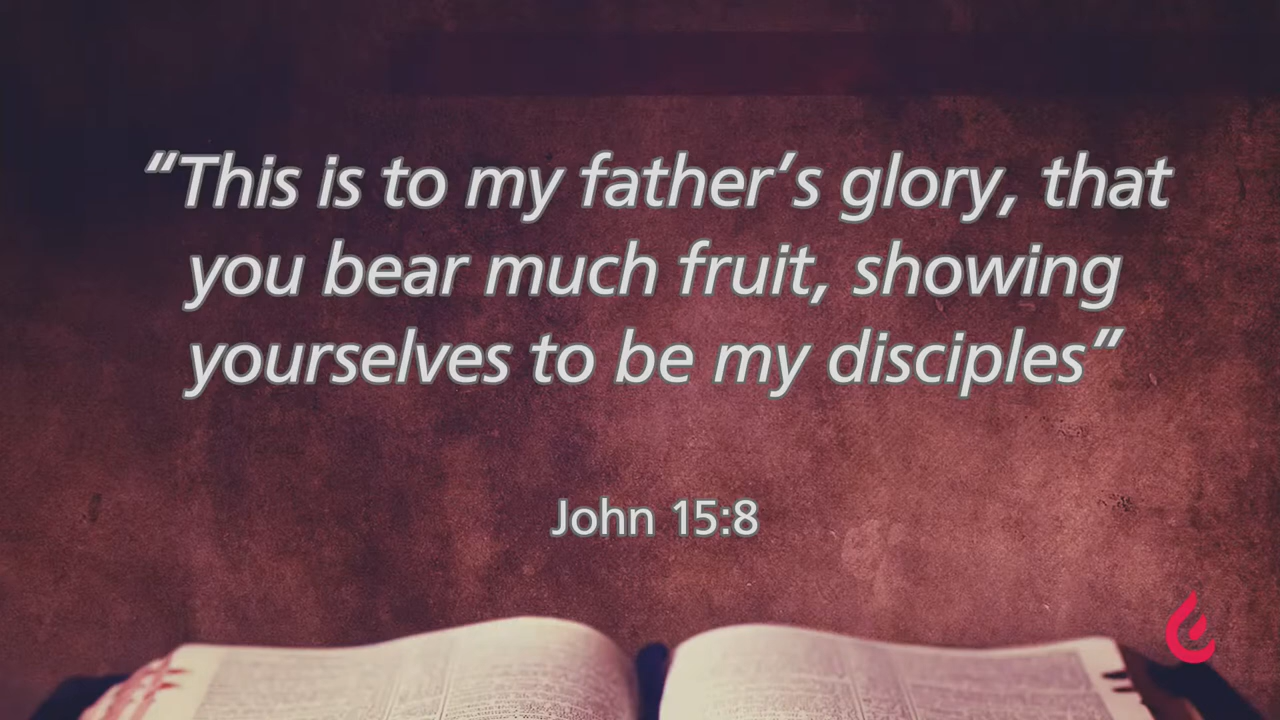 “This is to my father’s glory, that
you bear much fruit, showing
yourselves to be my disciples”
John 15:8